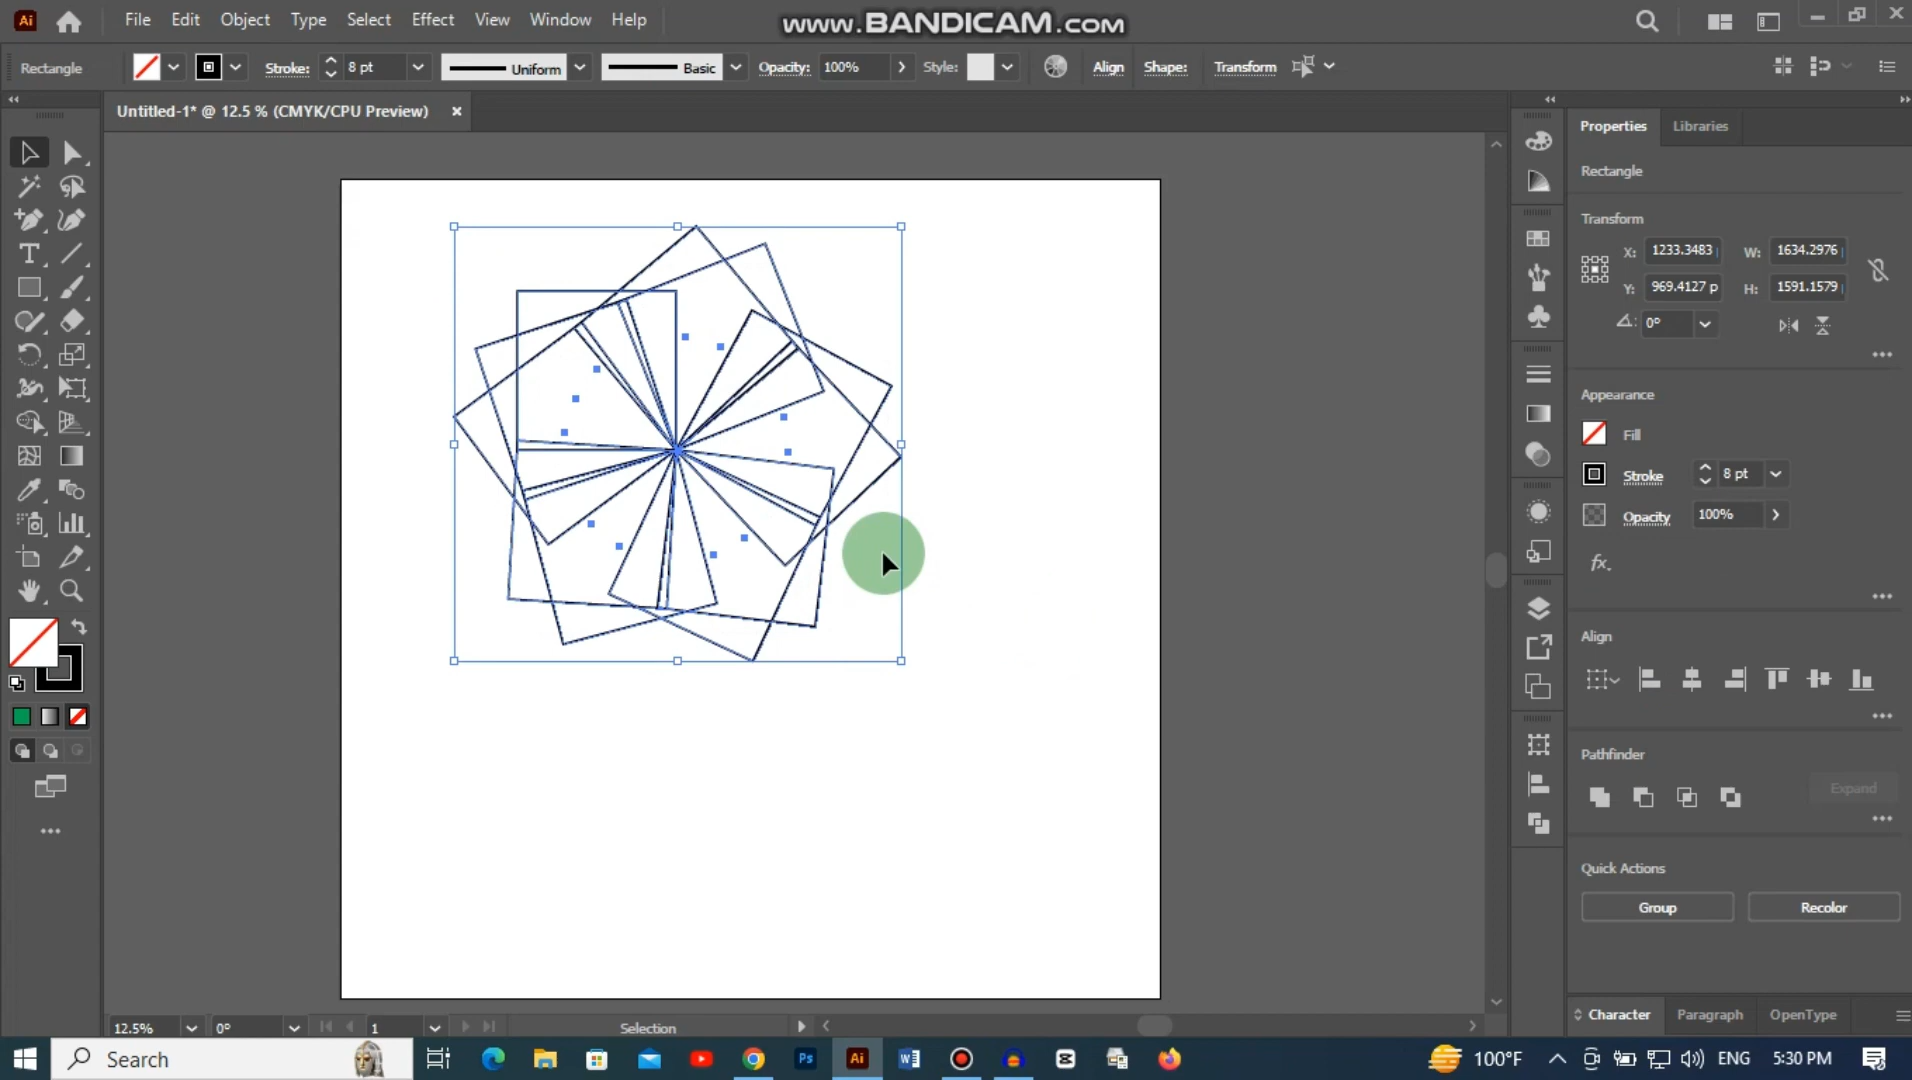 Ai File Edit Object Type Select Effect View Window Help www.BANDICAM.com
Rectangle Stroke: 8 pt Uniform Basic Opacity: 100% Style: Align Shape: Transform
Untitled-1* @ 12.5 % (CMYK/CPU Preview) ×
Properties Libraries
Rectangle
Transform
X: 1233.3483 W: 1634.2976
Y: 969.4127 p H: 1591.1579
0°
Appearance
Fill
Stroke 8 pt
Opacity 100%
fx.
Align
Pathfinder
Expand
Quick Actions
Group Recolor
Character Paragraph OpenType
12.5% 0° 1 Selection
Search Ps Ai 100°F ENG 5:30 PM